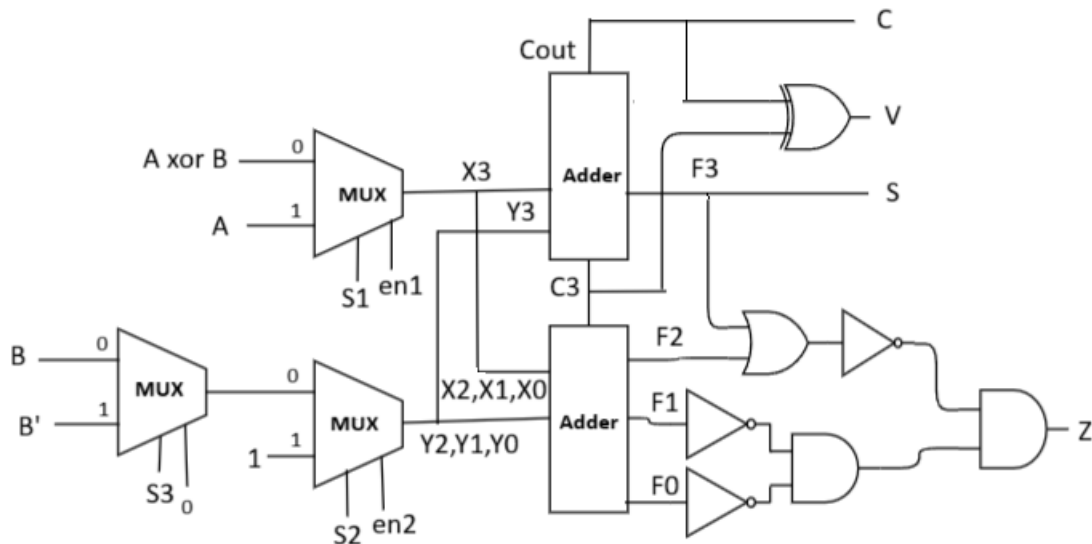 C
Cout
V
A xor B
0
MUX
X3
Adder
F3
A
1
Y3
S
S1
en1
C3
B
0
MUX
0
F2
X2,X1,X0
B'
1
MUX
F1
Adder
1
1
Y2,Y1,Y0
Z
S3
0
F0
S2
en2